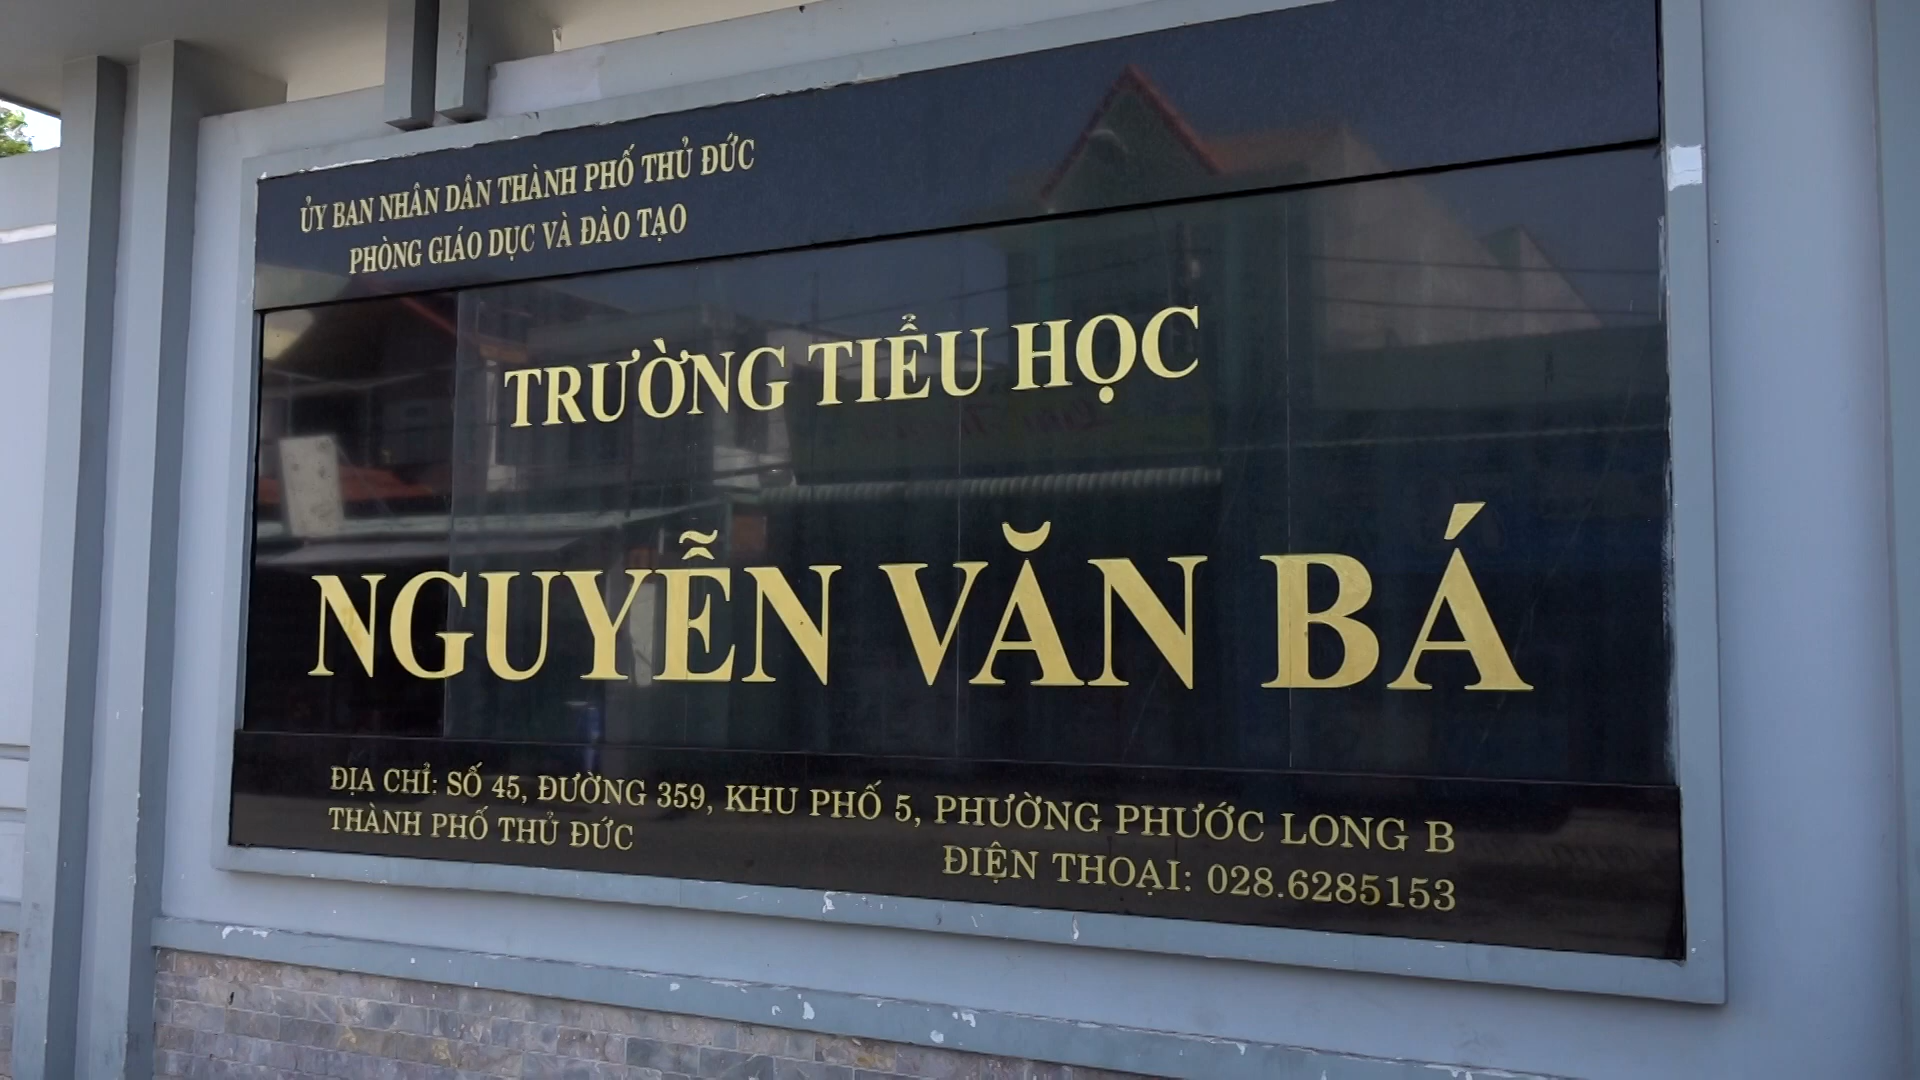 ỦY BAN NHÂN DÂN THÀNH PHỐ THỦ ĐỨC
PHÒNG GIÁO DỤC VÀ ĐÀO TẠO
TRƯỜNG TIỂU HỌC
NGUYỄN VĂN BÁ
ĐỊA CHỈ: SỐ 45, ĐƯỜNG 359, KHU PHỐ 5, PHƯỜNG PHƯỚC LONG B
THÀNH PHỐ THỦ ĐỨC
ĐIỆN THOẠI: 028.6285153